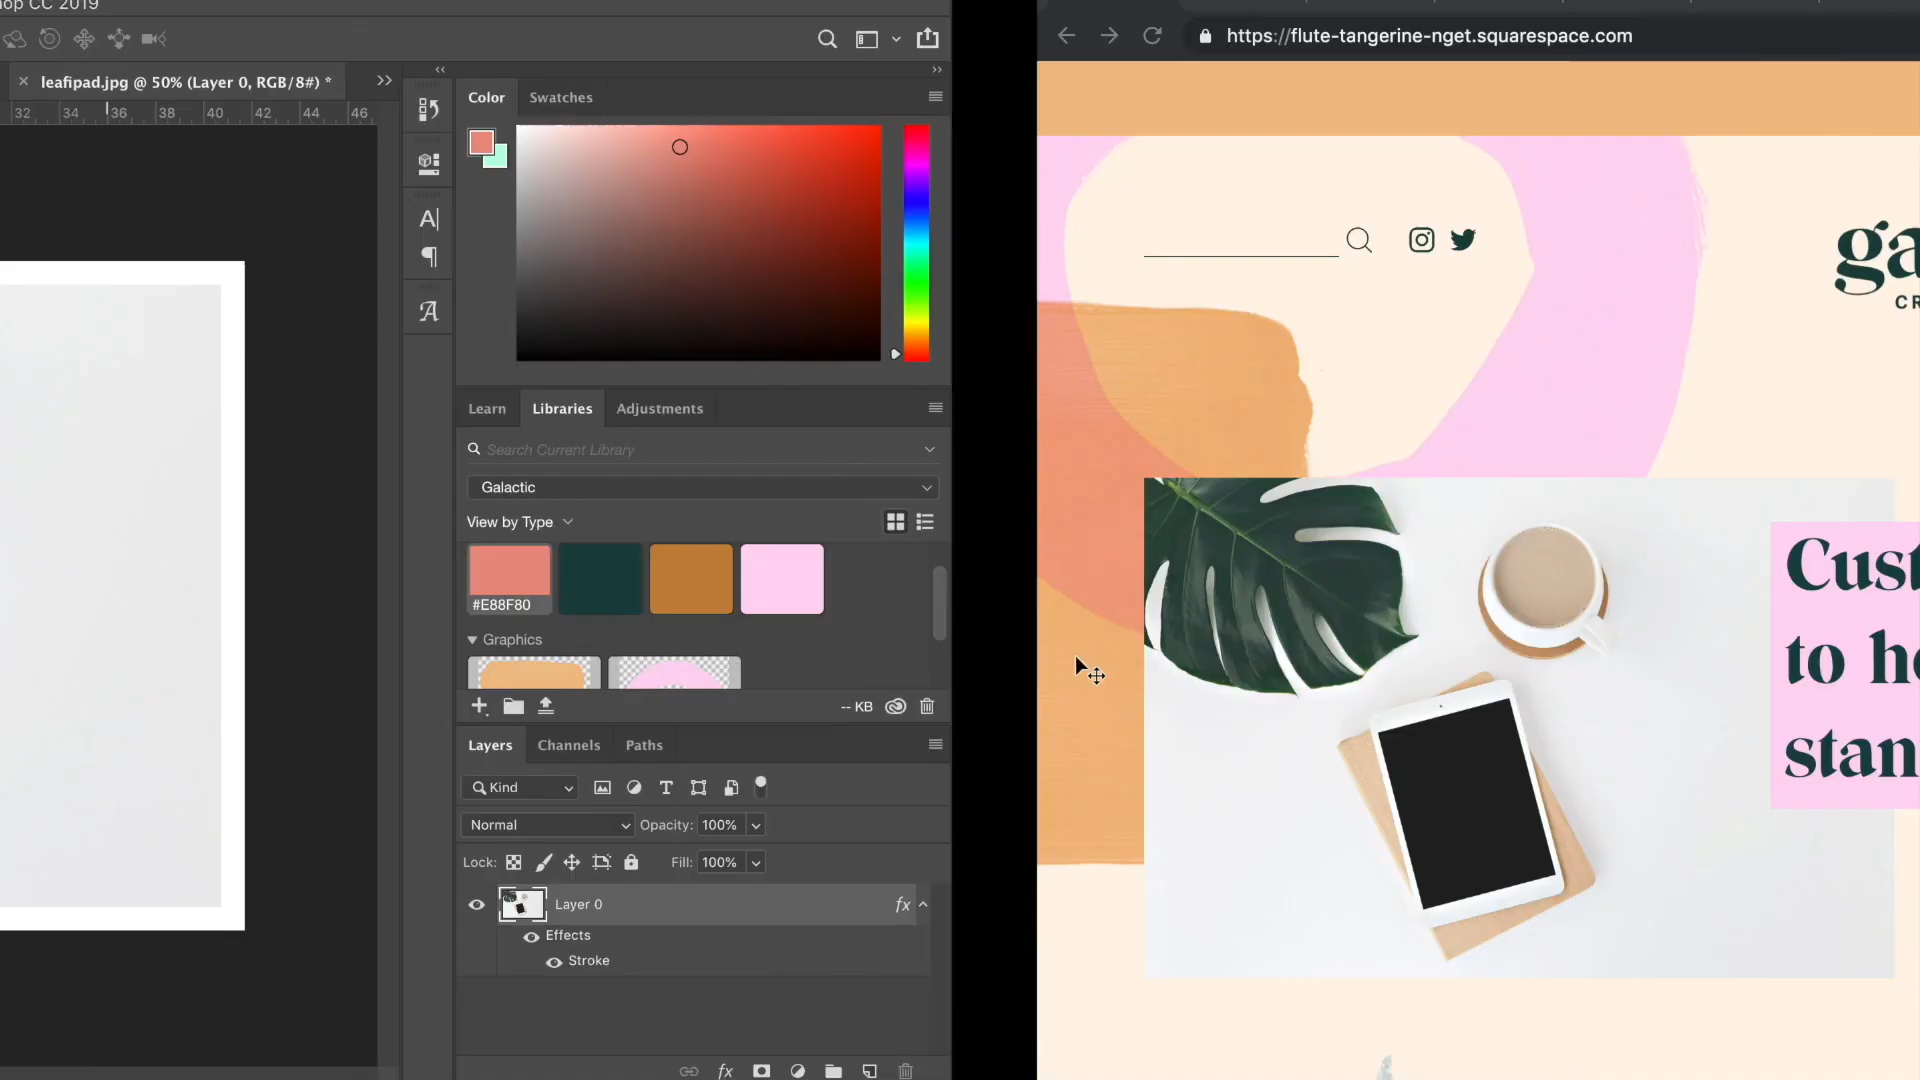 op CC 2019
leafipad.jpg @ 50% (Layer 0, RGB/8#) *
32 34 36 38 40 42 44 46
Color Swatches
Learn Libraries Adjustments
Search Current Library
Galactic
View by Type
#E88F80
Graphics
-- KB
Layers Channels Paths
Kind
Normal Opacity: 100%
Lock: Fill: 100%
Layer 0 fx
Effects
Stroke
fx
https://flute-tangerine-nget.squarespace.com
ga
CR
Cust
to he
stan